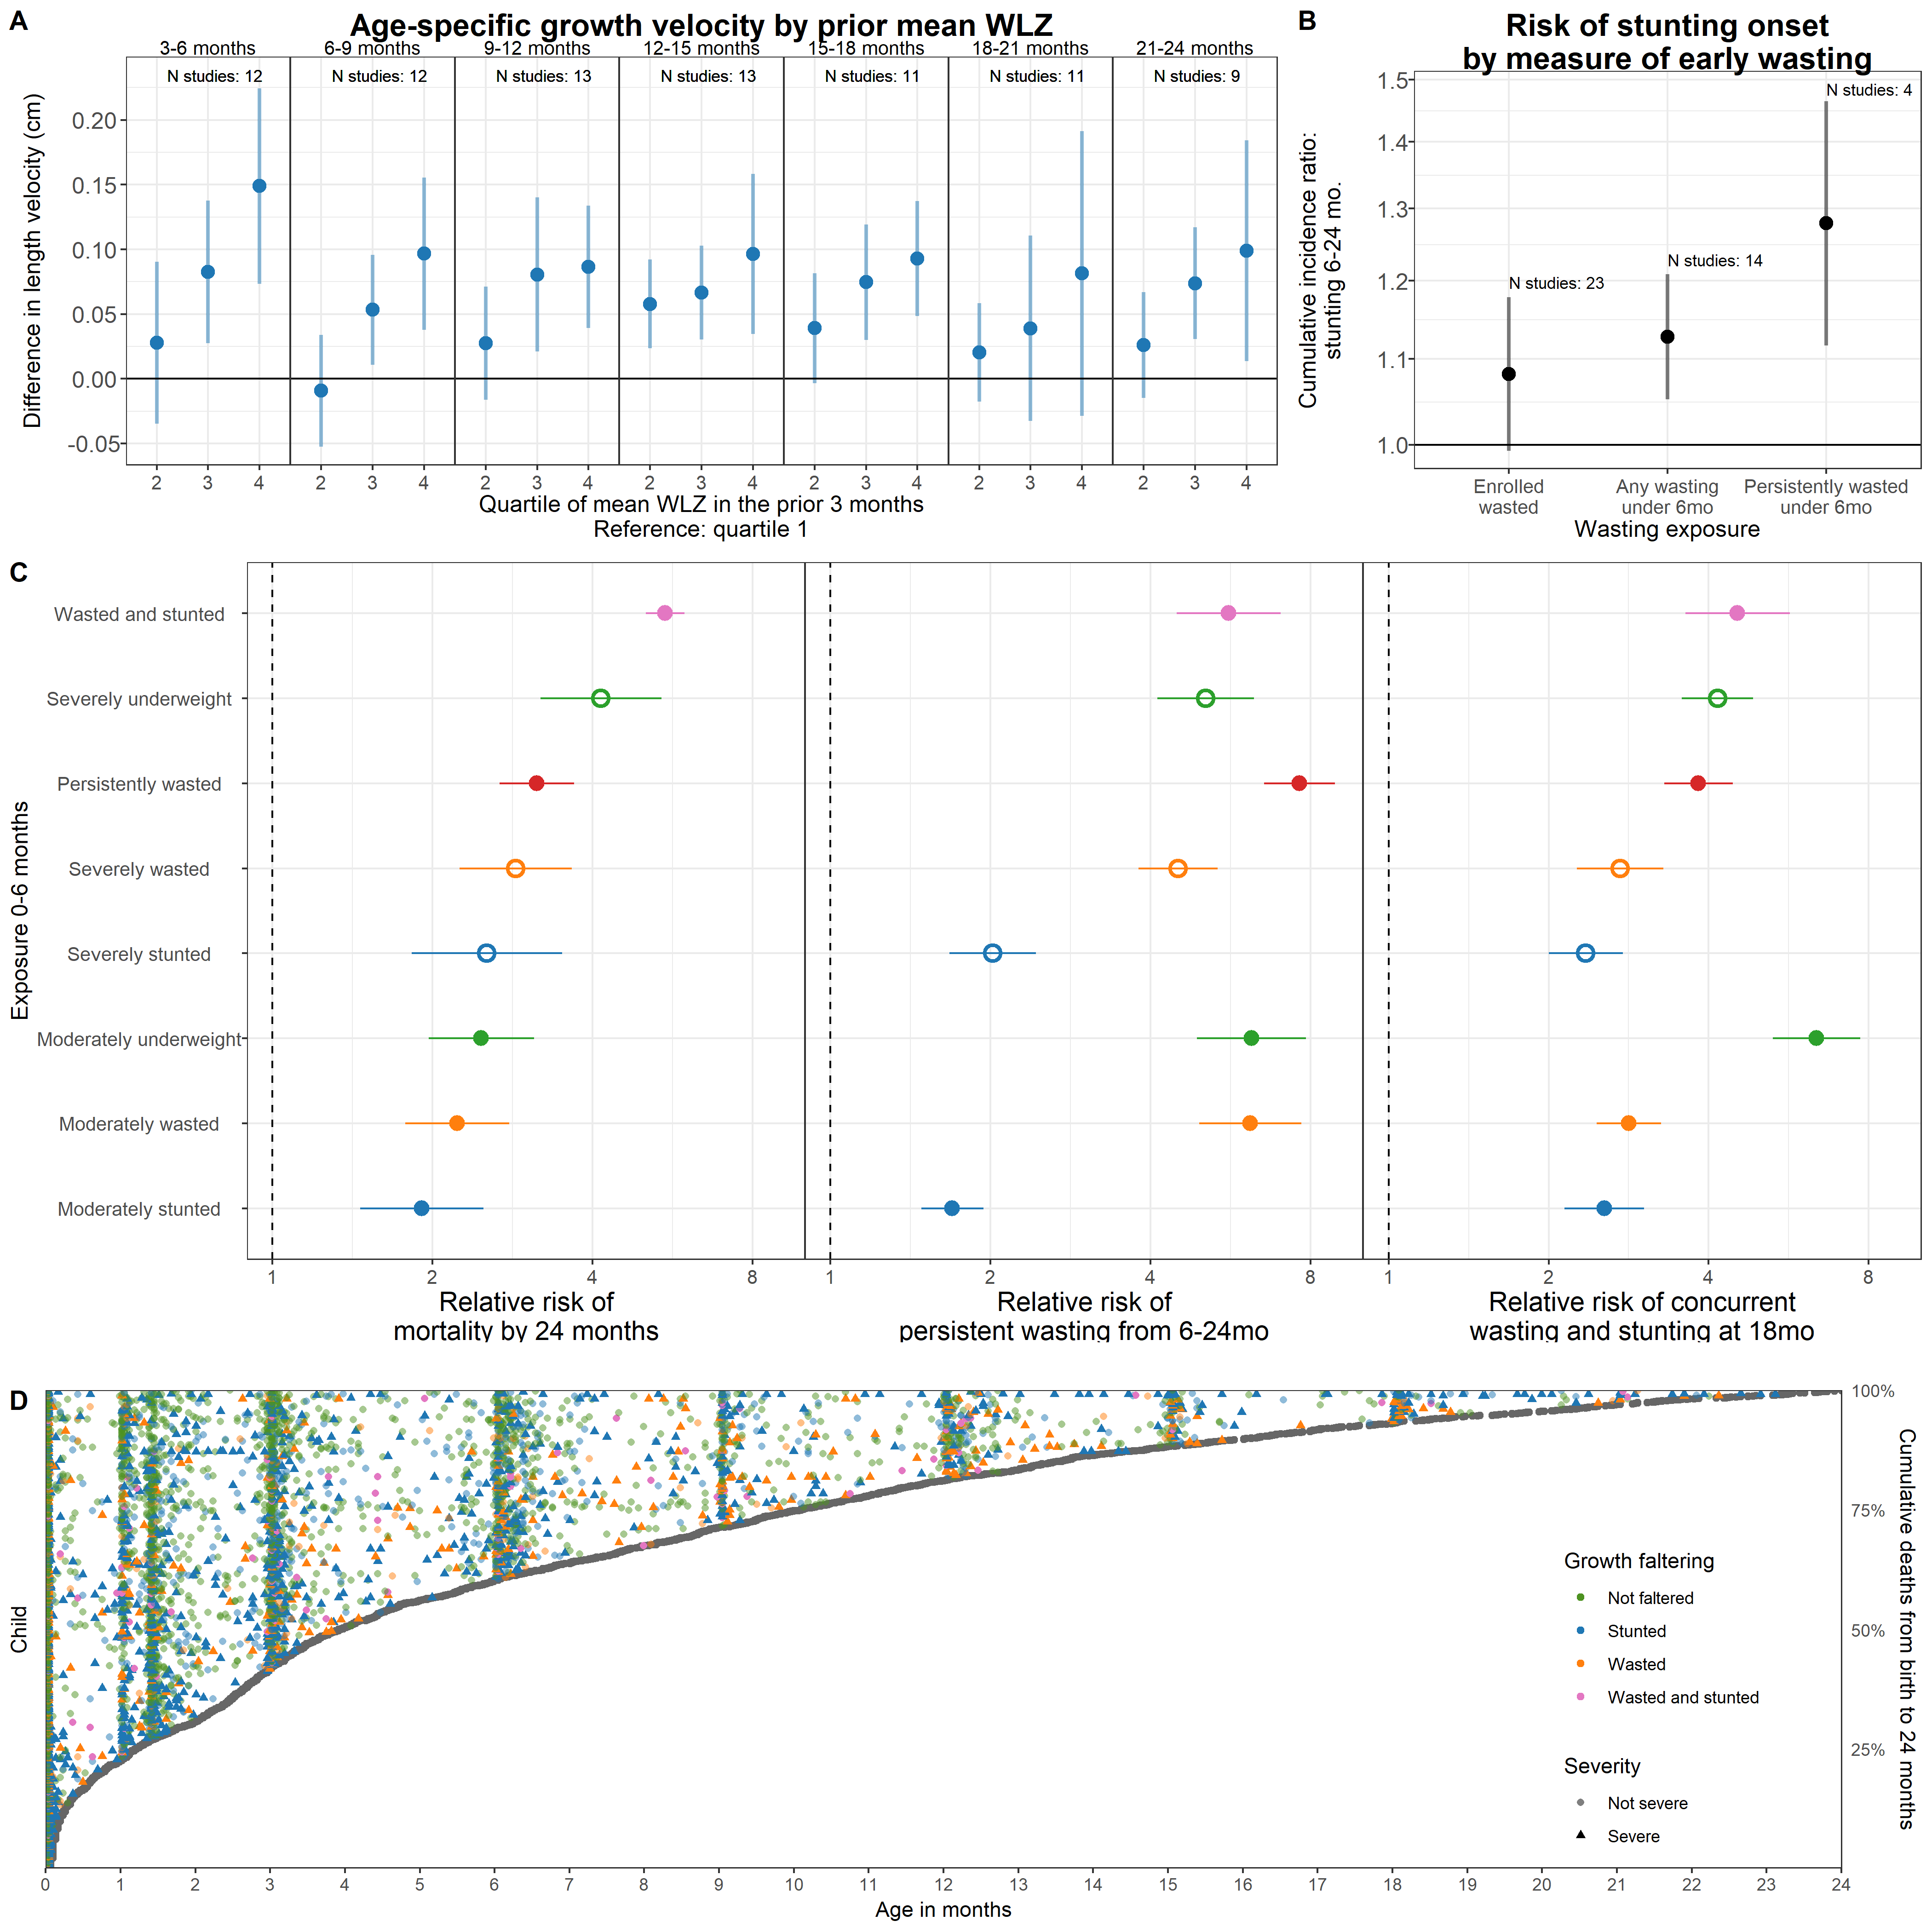 A
Age-specific growth velocity by prior mean WLZ
3-6 months
6-9 months
9-12 months
12-15 months
15-18 months
18-21 months
21-24 months
N studies: 12
N studies: 12
N studies: 13
N studies: 13
N studies: 11
N studies: 11
N studies: 9
Difference in length velocity (cm)
0.20
0.15
0.10
0.05
0.00
-0.05
2 3 4 2 3 4 2 3 4 2 3 4 2 3 4 2 3 4 2 3 4
Quartile of mean WLZ in the prior 3 months
Reference: quartile 1
B
Risk of stunting onset
by measure of early wasting
Cumulative incidence ratio:
stunting 6-24 mo.
1.5
1.4
1.3
1.2
1.1
1.0
N studies: 23
N studies: 14
N studies: 4
Enrolled
wasted
Any wasting
under 6mo
Persistently wasted
under 6mo
Wasting exposure
C
Exposure 0-6 months
Wasted and stunted
Severely underweight
Persistently wasted
Severely wasted
Severely stunted
Moderately underweight
Moderately wasted
Moderately stunted
1 2 4 8
Relative risk of
mortality by 24 months
1 2 4 8
Relative risk of
persistent wasting from 6-24mo
1 2 4 8
Relative risk of concurrent
wasting and stunting at 18mo
D
Child
100%
75%
50%
25%
Cumulative deaths from birth to 24 months
Growth faltering
Not faltered
Stunted
Wasted
Wasted and stunted
Severity
Not severe
Severe
0 1 2 3 4 5 6 7 8 9 10 11 12 13 14 15 16 17 18 19 20 21 22 23 24
Age in months